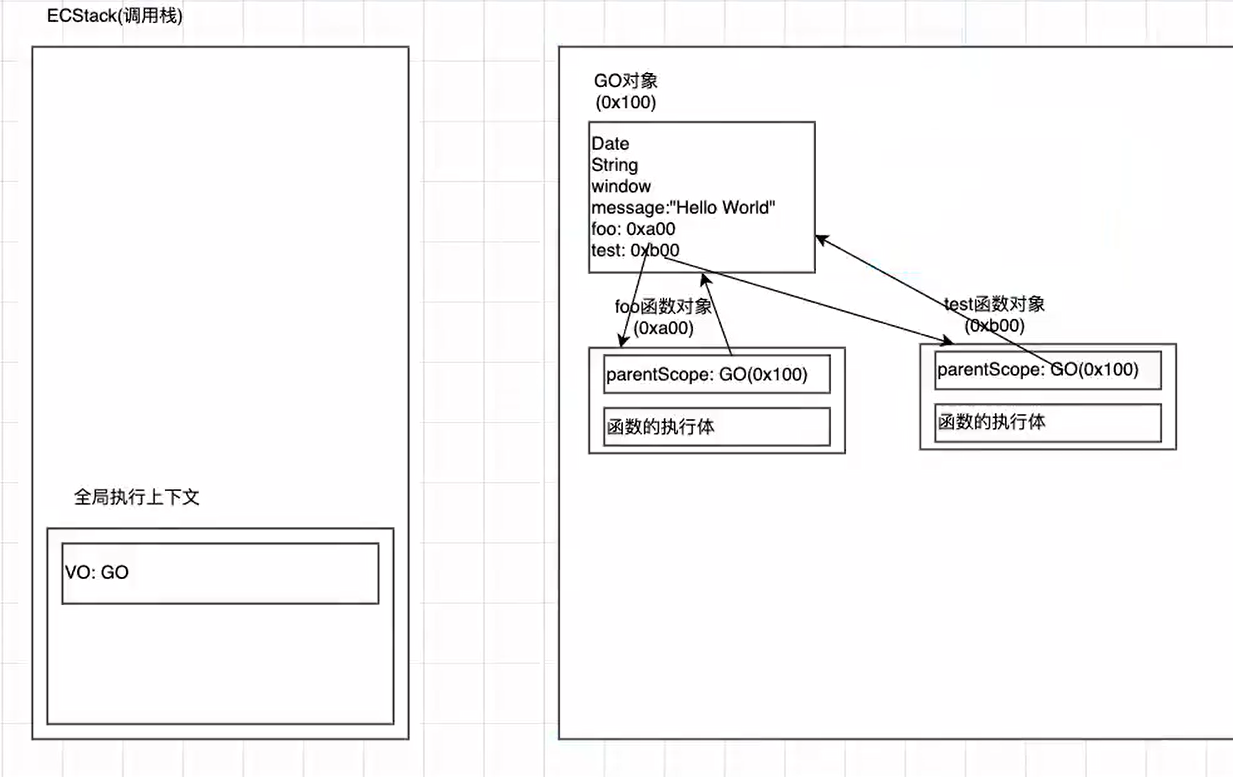 ECStack(调用栈)
全局执行上下文
VO: GO
GO对象
(0x100)
Date
String
window
message:"Hello World"
foo: 0xa00
test: 0xb00
foo函数对象
(0xa00)
parentScope: GO(0x100)
函数的执行体
test函数对象
(0xb00)
parentScope: GO(0x100)
函数的执行体